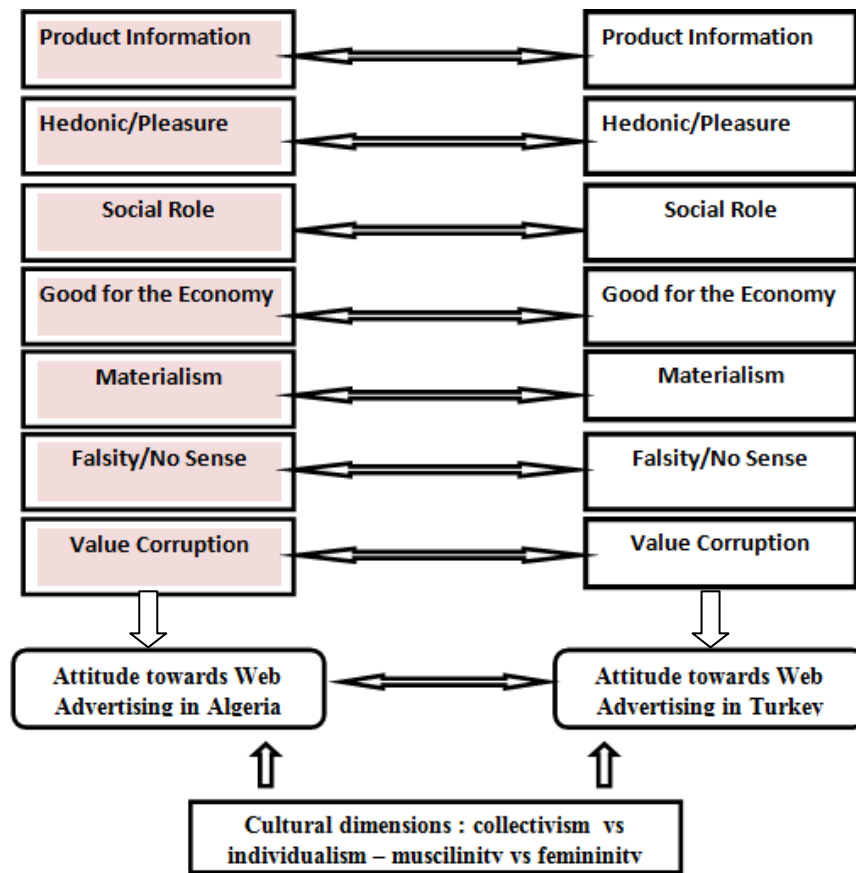 Product Information
Product Information
Hedonic/Pleasure
Hedonic/Pleasure
Social Role
Social Role
Good for the Economy
Good for the Economy
Materialism
Materialism
Falsity/No Sense
Falsity/No Sense
Value Corruption
Value Corruption
Attitude towards Web
Advertising in Algeria
Attitude towards Web
Advertising in Turkey
Cultural dimensions : collectivism vs
individualism – muscilinity vs femininity